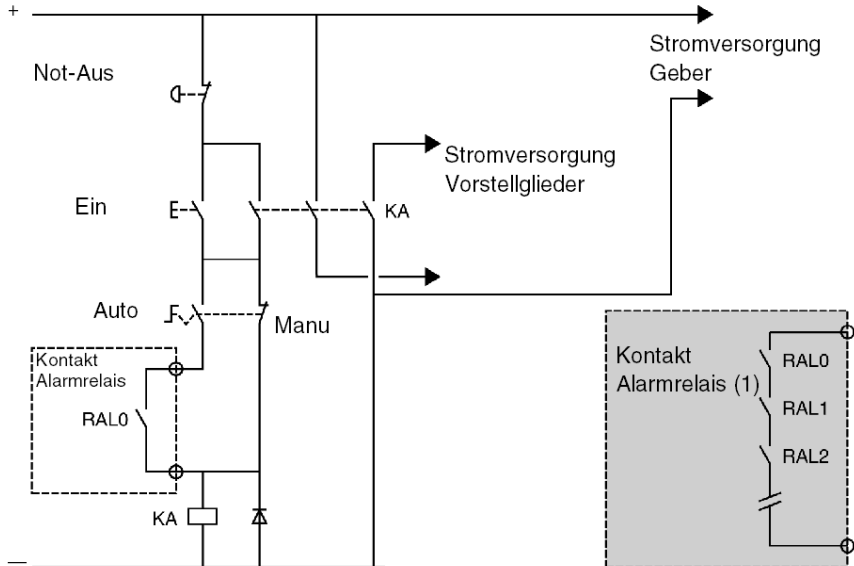 +
Stromversorgung
Geber
Not-Aus
Stromversorgung
Vorstellglieder
Ein
KA
Auto
Manu
Kontakt
Alarmrelais
RAL0
KA
—
Kontakt
Alarmrelais (1)
RAL0
RAL1
RAL2